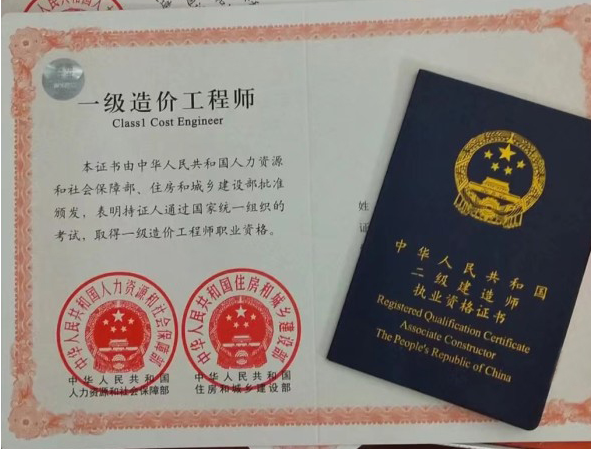 一级造价工程师
Class1 Cost Engineer
本证书由中华人民共和国人力资源
和社会保障部、住房和城乡建设部批准
颁发，表明持证人通过国家统一组织的
考试，取得一级造价工程师职业资格。
中华人民共和国人力资源和社会保障部
中华人民共和国住房和城乡建设部
中华人民共和国
人力资源和社会保障部
中华人民共和国
住房和城乡建设部
姓
证
中华人民共和国
二级建造师
执业资格证书
Registered Qualification Certificate
Associate Constructor
The People's Republic of China